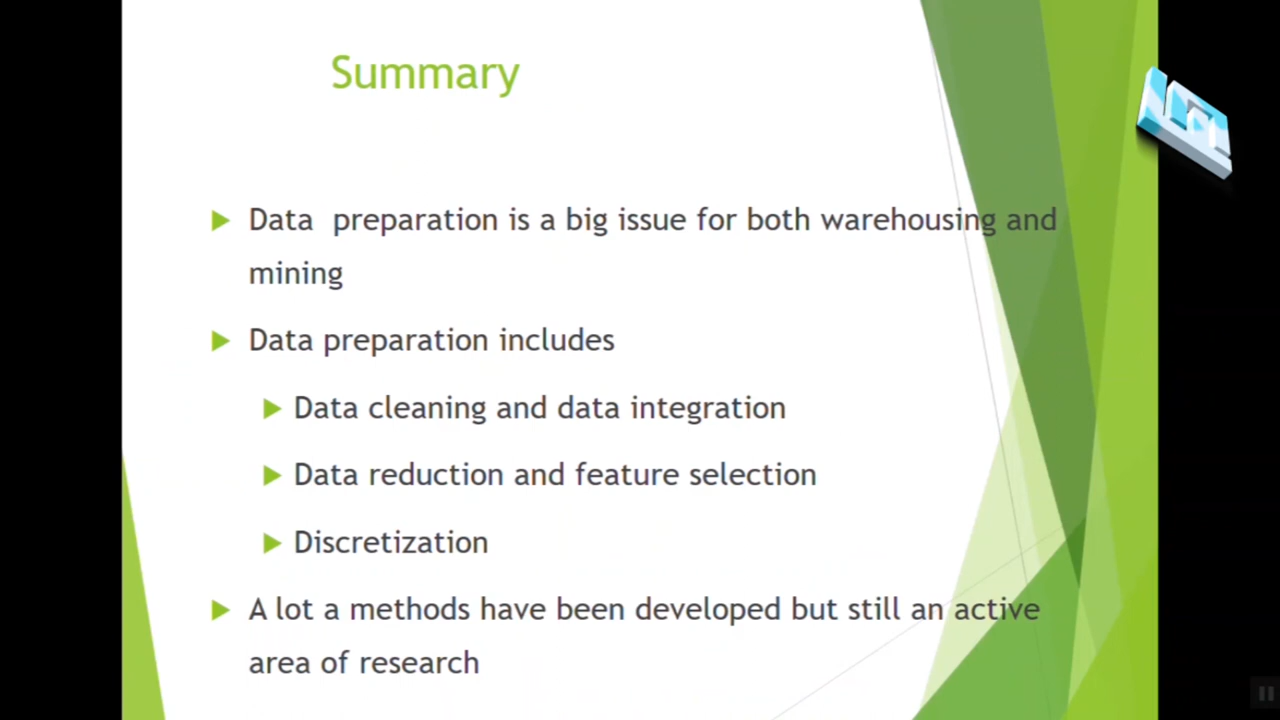 Summary
Data preparation is a big issue for both warehousing and
mining
Data preparation includes
Data cleaning and data integration
Data reduction and feature selection
Discretization
A lot a methods have been developed but still an active
area of research